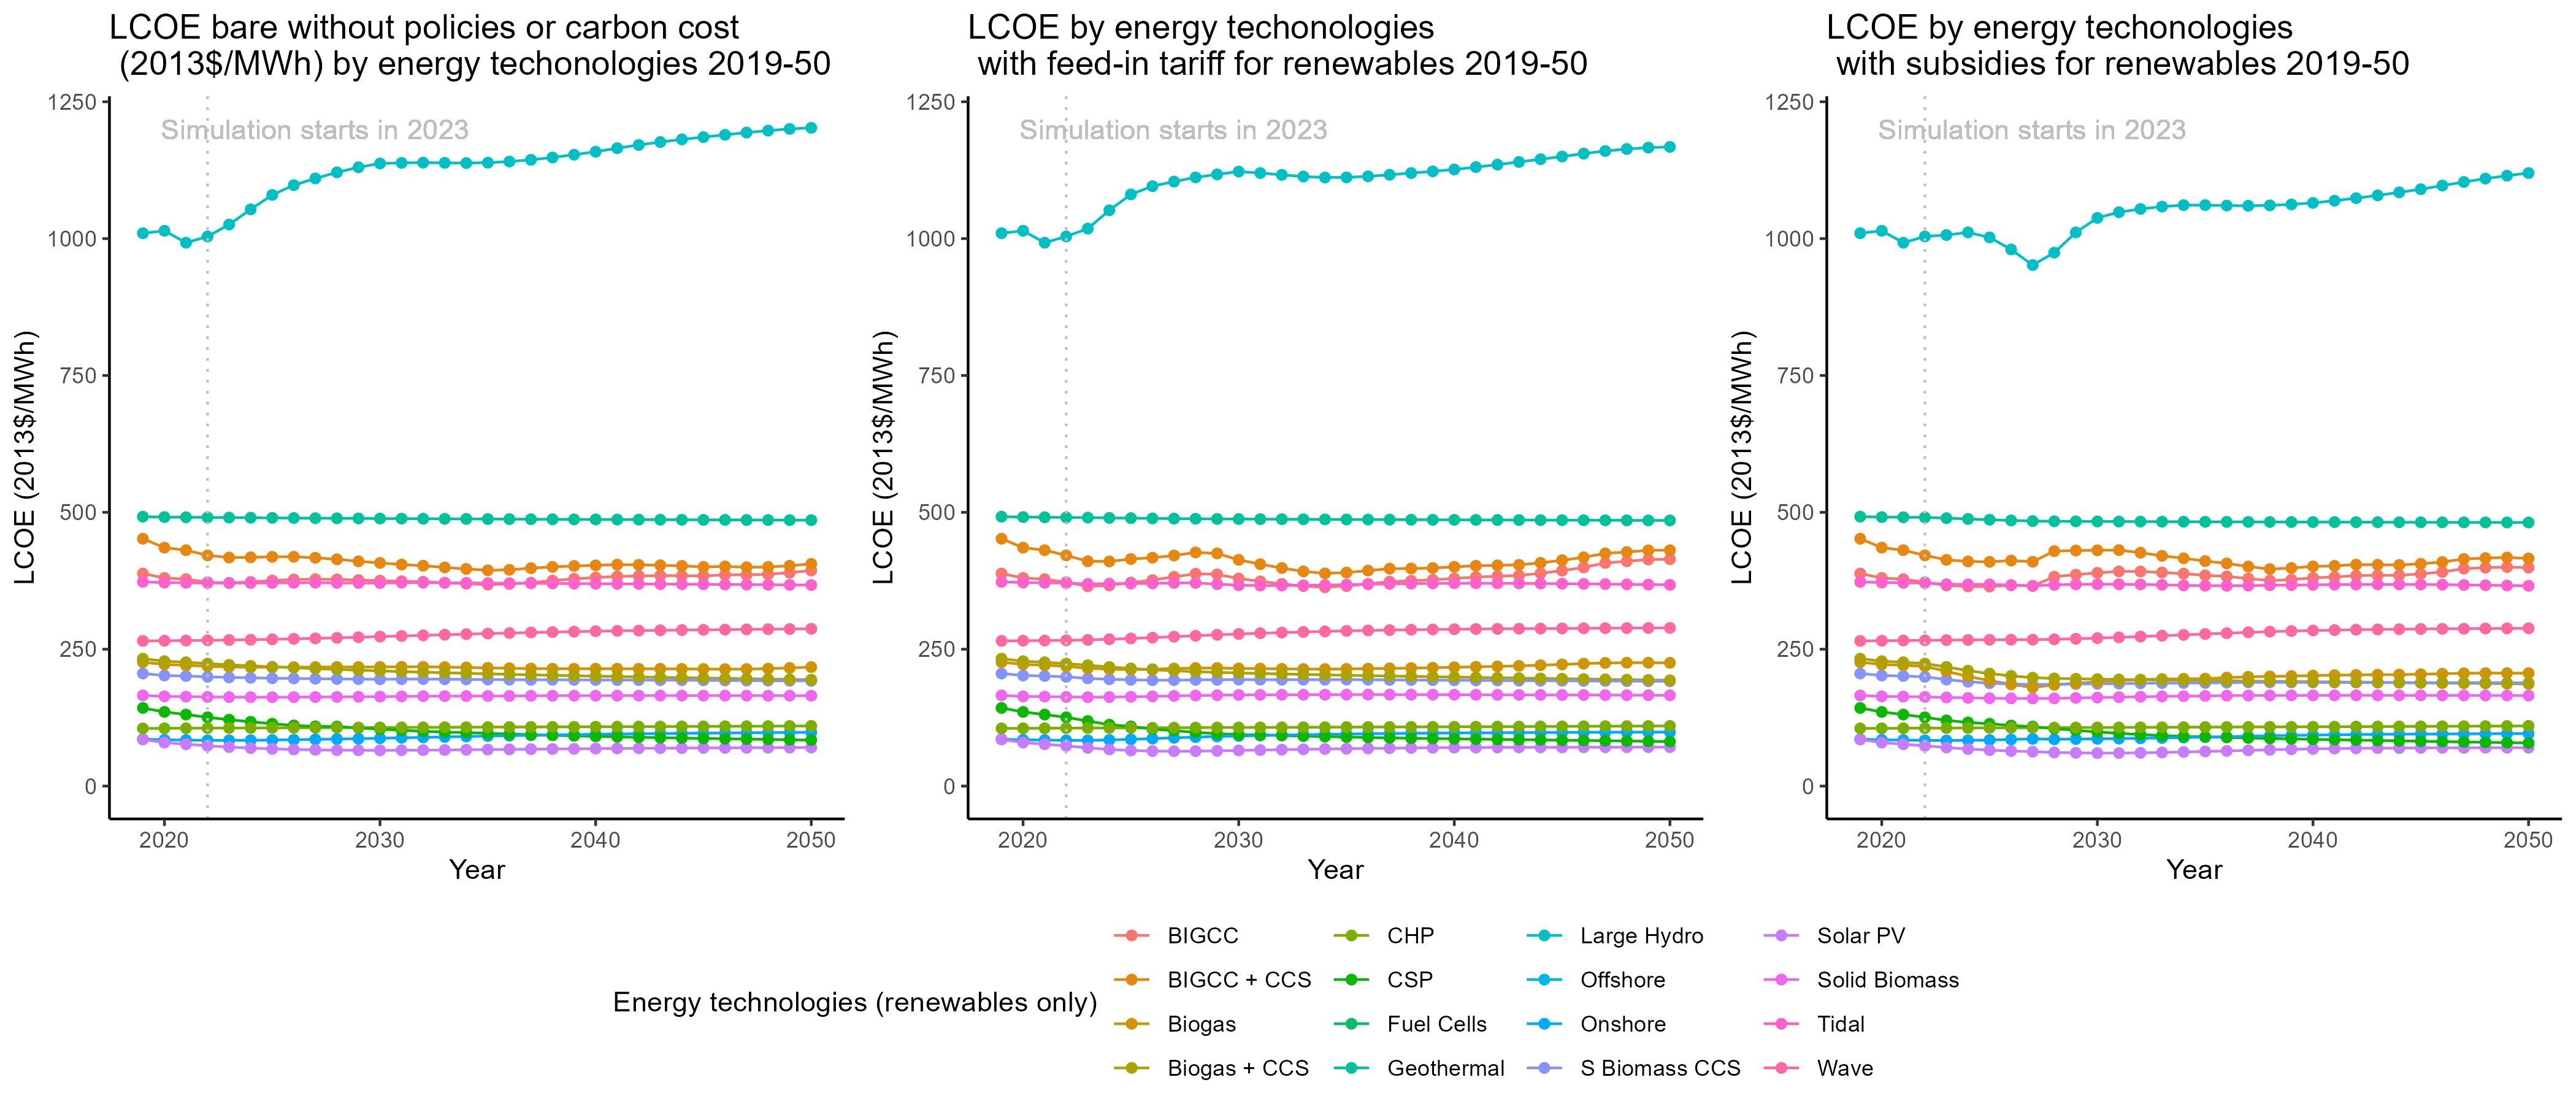 LCOE bare without policies or carbon cost
(2013$/MWh) by energy techonologies 2019-50
1250
1000
750
500
250
0
LCOE (2013$/MWh)
Simulation starts in 2023
2020 2030 2040 2050
Year
LCOE by energy techonologies
with feed-in tariff for renewables 2019-50
1250
1000
750
500
250
0
LCOE (2013$/MWh)
Simulation starts in 2023
2020 2030 2040 2050
Year
LCOE by energy techonologies
with subsidies for renewables 2019-50
1250
1000
750
500
250
0
LCOE (2013$/MWh)
Simulation starts in 2023
2020 2030 2040 2050
Year
Energy technologies (renewables only)
BIGCC
BIGCC + CCS
Biogas
Biogas + CCS
CHP
CSP
Fuel Cells
Geothermal
Large Hydro
Offshore
Onshore
S Biomass CCS
Solar PV
Solid Biomass
Tidal
Wave